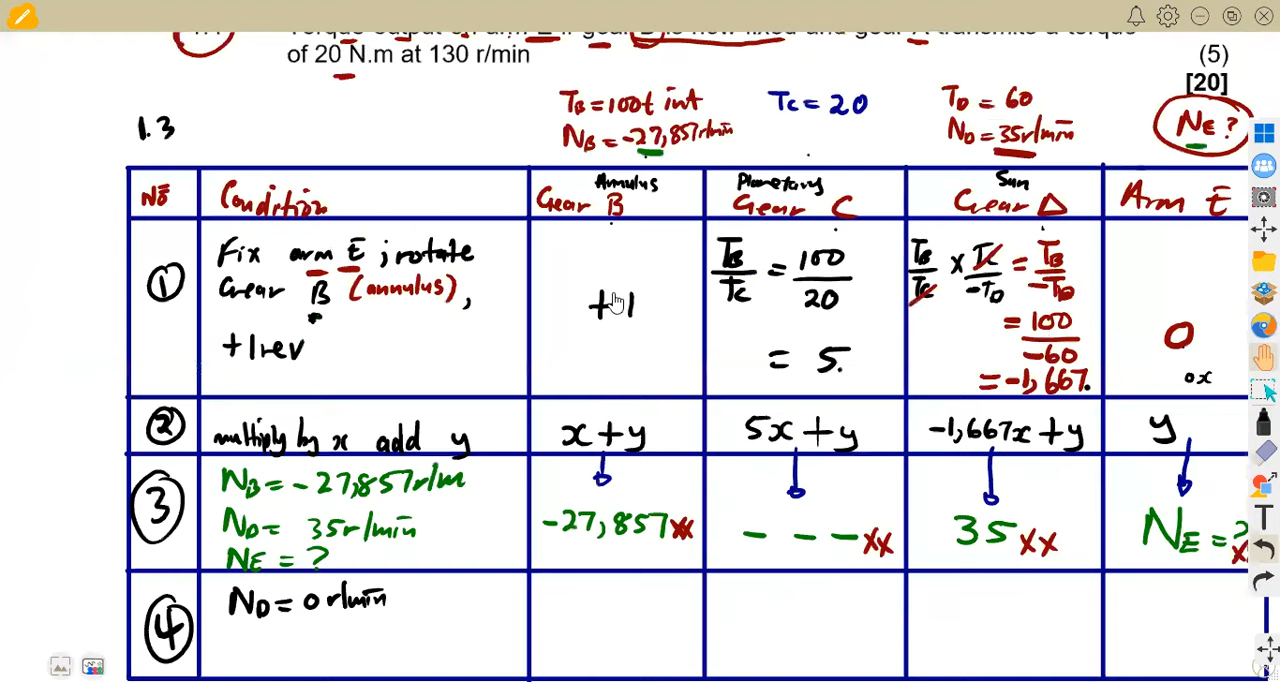 of 20 N.m at 130 r/min
(5)
[20]
1.3
TB = 100t int
NB = -27,857r/min
TC = 20
TD = 60
ND = 35r/min
NE?
NO
Condition
Annulus
Gear B
Planetary
Gear C
Sun
Gear Δ
Arm E
①
Fix arm E ; rotate
Gear B (annulus),
+1rev
+1
TB/TC = 100/20
= 5.
TB/TC × TC/-TD = TB/-TD
= 100/-60
= -1,667.
0
0x
②
multiply by x add y
x+y
5x+y
-1,667x+y
y
③
NB = -27,857r/m
ND = 35r/min
NE = ?
-27,857xx
- - - xx
35xx
NE = ?
④
ND = 0 r/min
T